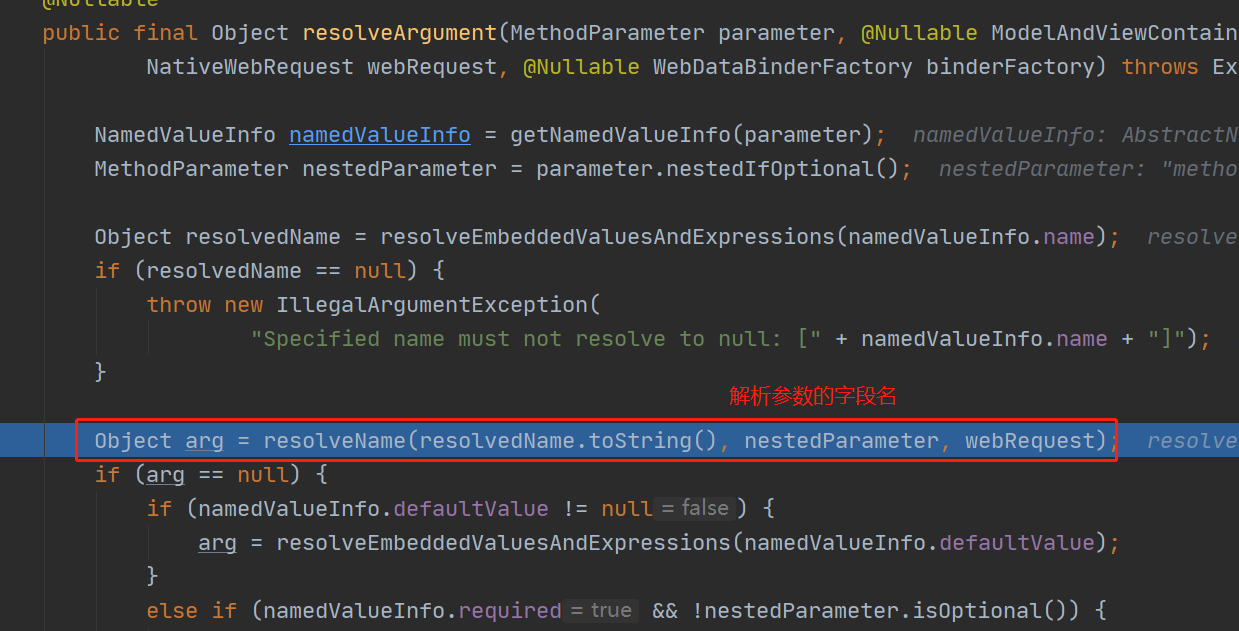 @Nullable
public final Object resolveArgument(MethodParameter parameter, @Nullable ModelAndViewContain
NativeWebRequest webRequest, @Nullable WebDataBinderFactory binderFactory) throws Ex
NamedValueInfo namedValueInfo = getNamedValueInfo(parameter); namedValueInfo: AbstractN
MethodParameter nestedParameter = parameter.nestedIfOptional(); nestedParameter: "metho
Object resolvedName = resolveEmbeddedValuesAndExpressions(namedValueInfo.name); resolve
if (resolvedName == null) {
throw new IllegalArgumentException(
"Specified name must not resolve to null: [" + namedValueInfo.name + "]");
}
解析参数的字段名
Object arg = resolveName(resolvedName.toString(), nestedParameter, webRequest); resolve
if (arg == null) {
if (namedValueInfo.defaultValue != null = false ) {
arg = resolveEmbeddedValuesAndExpressions(namedValueInfo.defaultValue);
}
else if (namedValueInfo.required = true && !nestedParameter.isOptional()) {